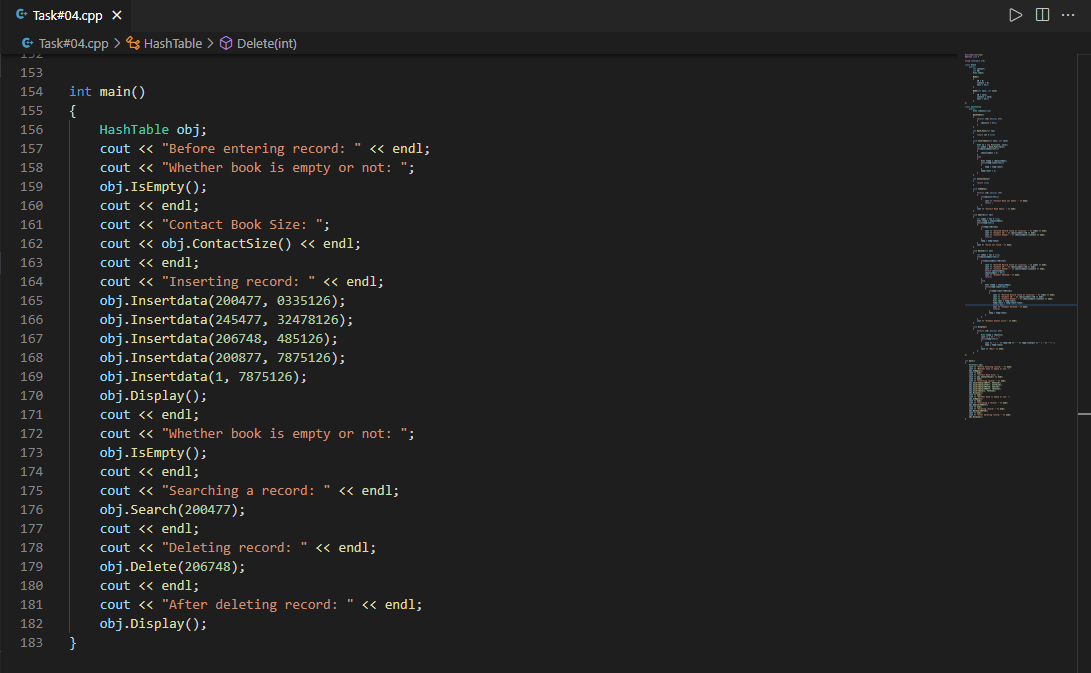 Task#04.cpp
Task#04.cpp > HashTable > Delete(int)
152
153
154 int main()
155 {
156 HashTable obj;
157 cout << "Before entering record: " << endl;
158 cout << "Whether book is empty or not: ";
159 obj.IsEmpty();
160 cout << endl;
161 cout << "Contact Book Size: ";
162 cout << obj.ContactSize() << endl;
163 cout << endl;
164 cout << "Inserting record: " << endl;
165 obj.Insertdata(200477, 0335126);
166 obj.Insertdata(245477, 32478126);
167 obj.Insertdata(206748, 485126);
168 obj.Insertdata(200877, 7875126);
169 obj.Insertdata(1, 7875126);
170 obj.Display();
171 cout << endl;
172 cout << "Whether book is empty or not: ";
173 obj.IsEmpty();
174 cout << endl;
175 cout << "Searching a record: " << endl;
176 obj.Search(200477);
177 cout << endl;
178 cout << "Deleting record: " << endl;
179 obj.Delete(206748);
180 cout << endl;
181 cout << "After deleting record: " << endl;
182 obj.Display();
183 }